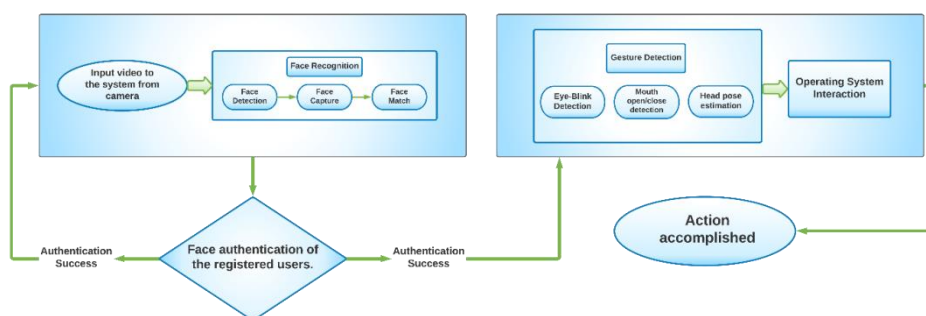 Input video to
the system from
camera
Face Recognition
Face
Detection
Face
Capture
Face
Match
Gesture Detection
Eye-Blink
Detection
Mouth
open/close
detection
Head pose
estimation
Operating System
Interaction
Face authentication of
the registered users.
Authentication
Success
Authentication
Success
Action
accomplished